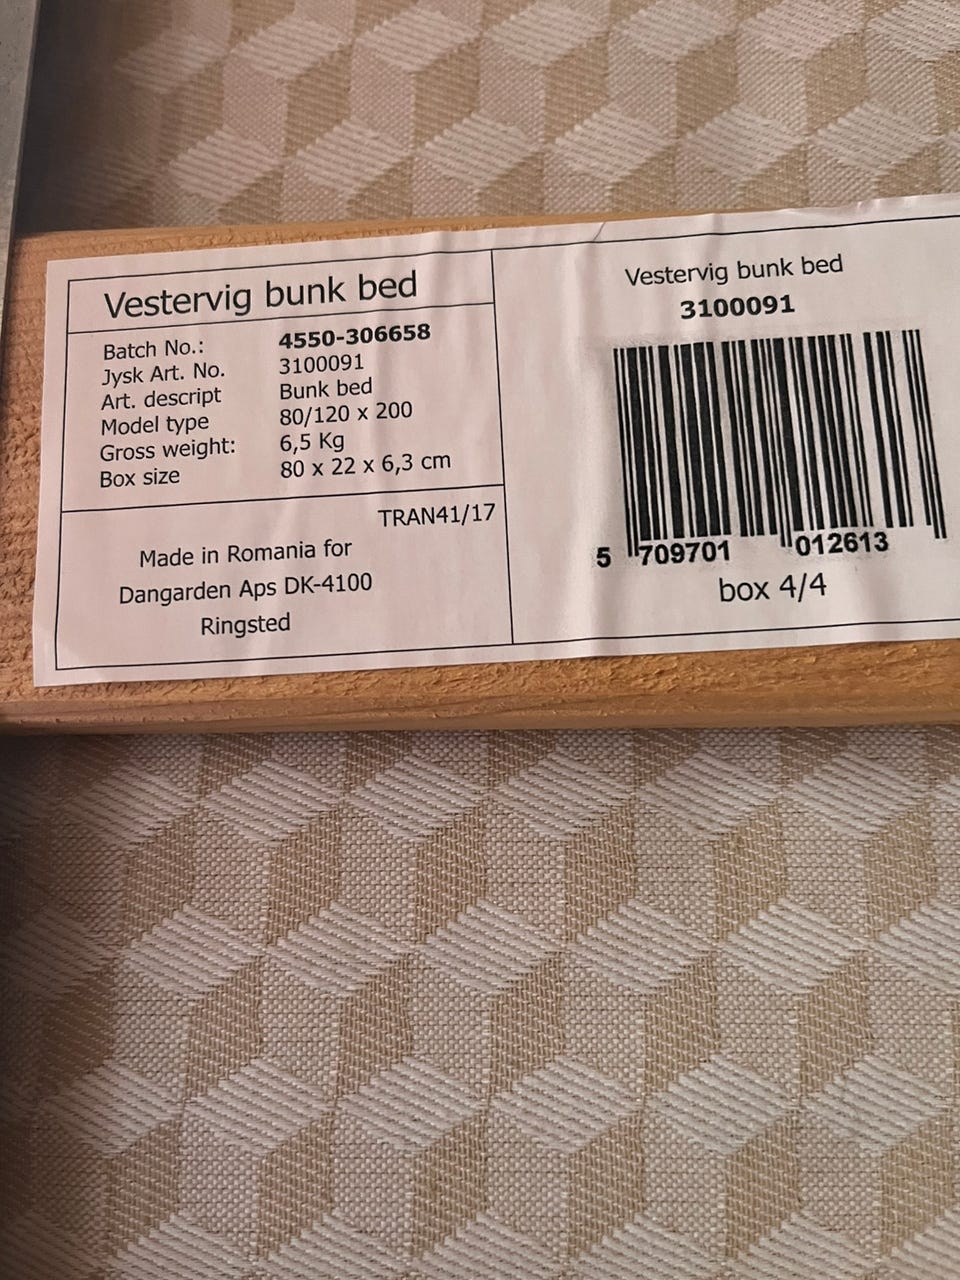 Vestervig bunk bed
Batch No.: 4550-306658
Jysk Art. No. 3100091
Art. descript Bunk bed
Model type 80/120 x 200
Gross weight: 6,5 Kg
Box size 80 x 22 x 6,3 cm
TRAN41/17
Made in Romania for
Dangarden Aps DK-4100
Ringsted
Vestervig bunk bed
3100091
5 709701 012613
box 4/4